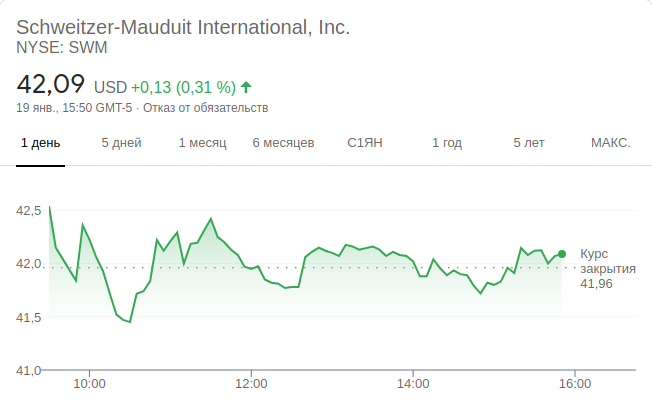 Schweitzer-Mauduit International, Inc.
NYSE: SWM
42,09 USD +0,13 (0,31 %)
19 янв., 15:50 GMT-5 · Отказ от обязательств
1 день 5 дней 1 месяц 6 месяцев С1ЯН 1 год 5 лет МАКС.
42,5
42,0
41,5
41,0
Курс
закрытия
41,96
10:00 12:00 14:00 16:00